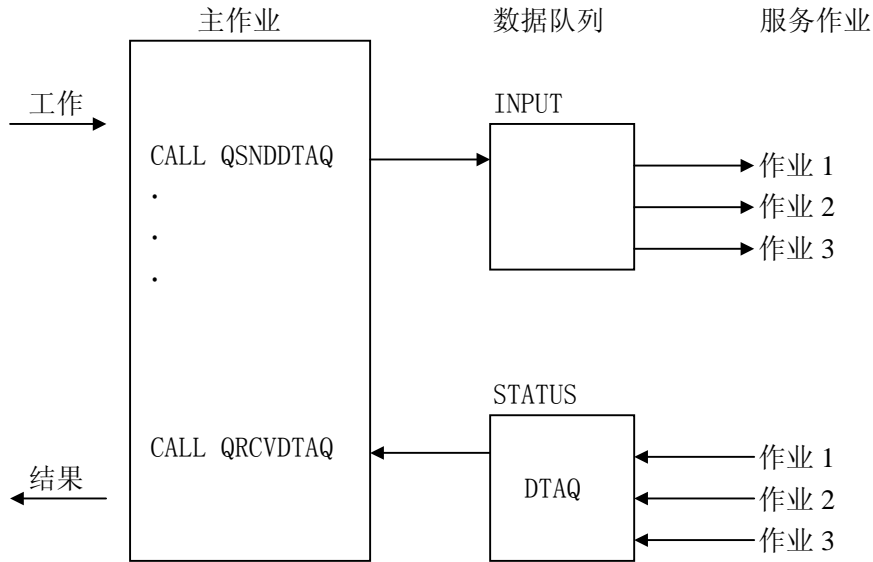 主作业
数据队列
服务作业
工作
INPUT
CALL QSNDDTAQ
.
.
.
作业 1
作业 2
作业 3
STATUS
CALL QRCVDTAQ
DTAQ
结果
作业 1
作业 2
作业 3